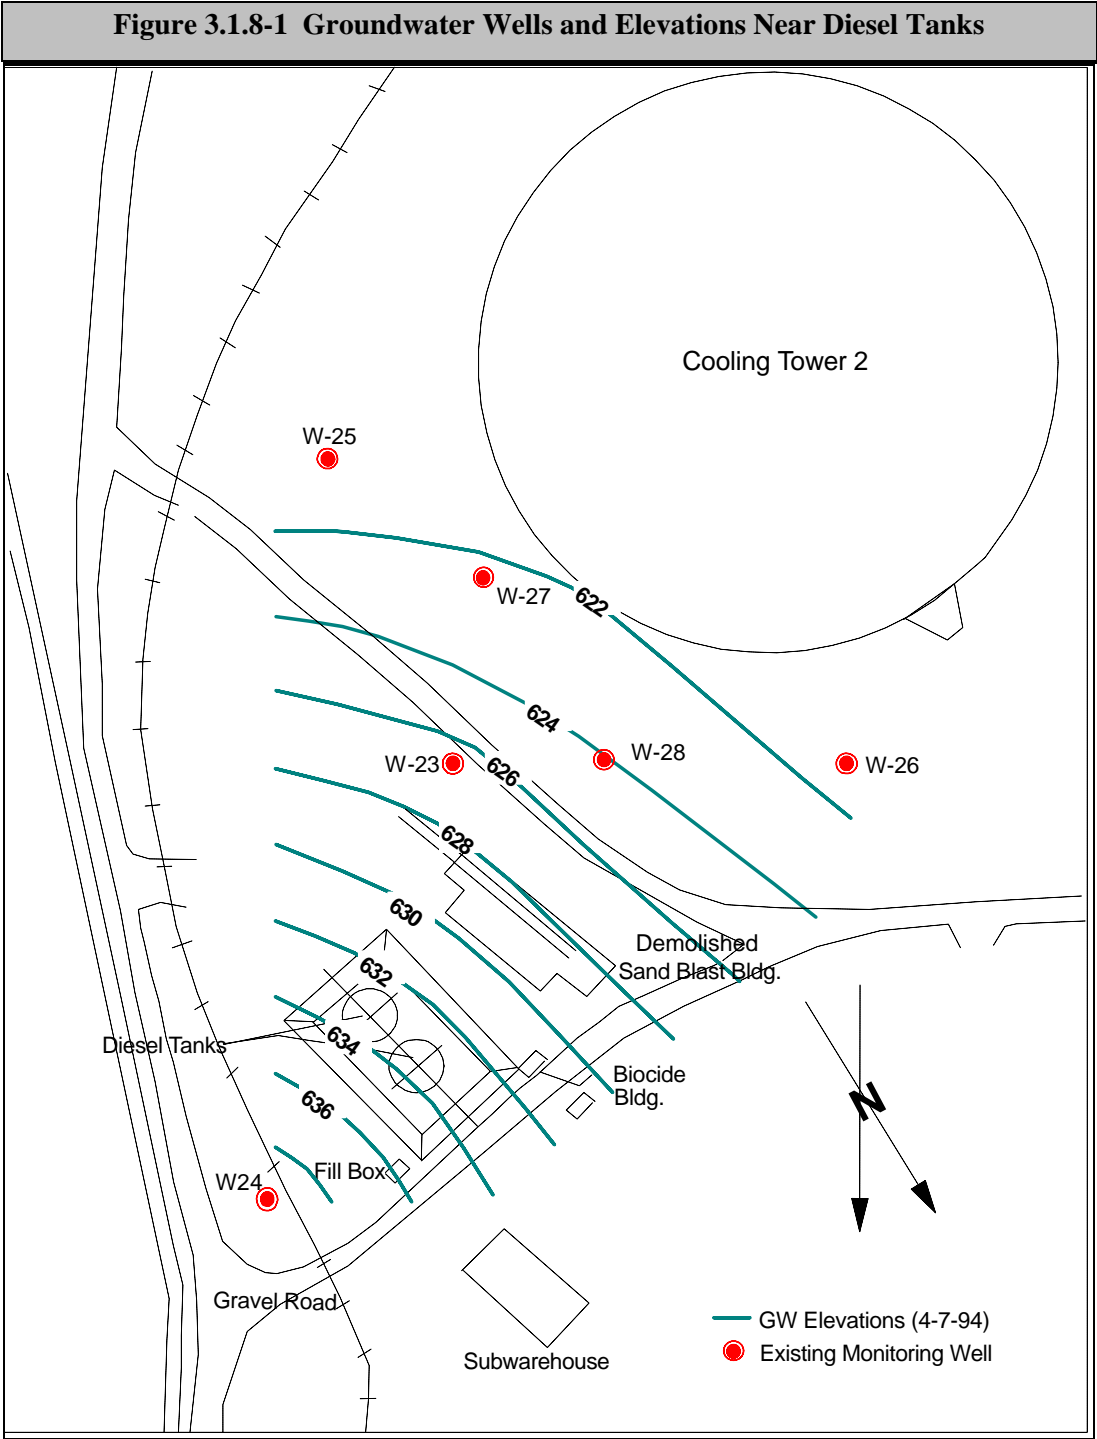 Figure 3.1.8-1 Groundwater Wells and Elevations Near Diesel Tanks
Cooling Tower 2
W-25
W-27
622
624
W-28
W-23
626
W-26
628
630
Demolished
Sand Blast Bldg.
632
634
Diesel Tanks
Biocide
Bldg.
636
N
Fill Box
W24
Gravel Road
GW Elevations (4-7-94)
Existing Monitoring Well
Subwarehouse